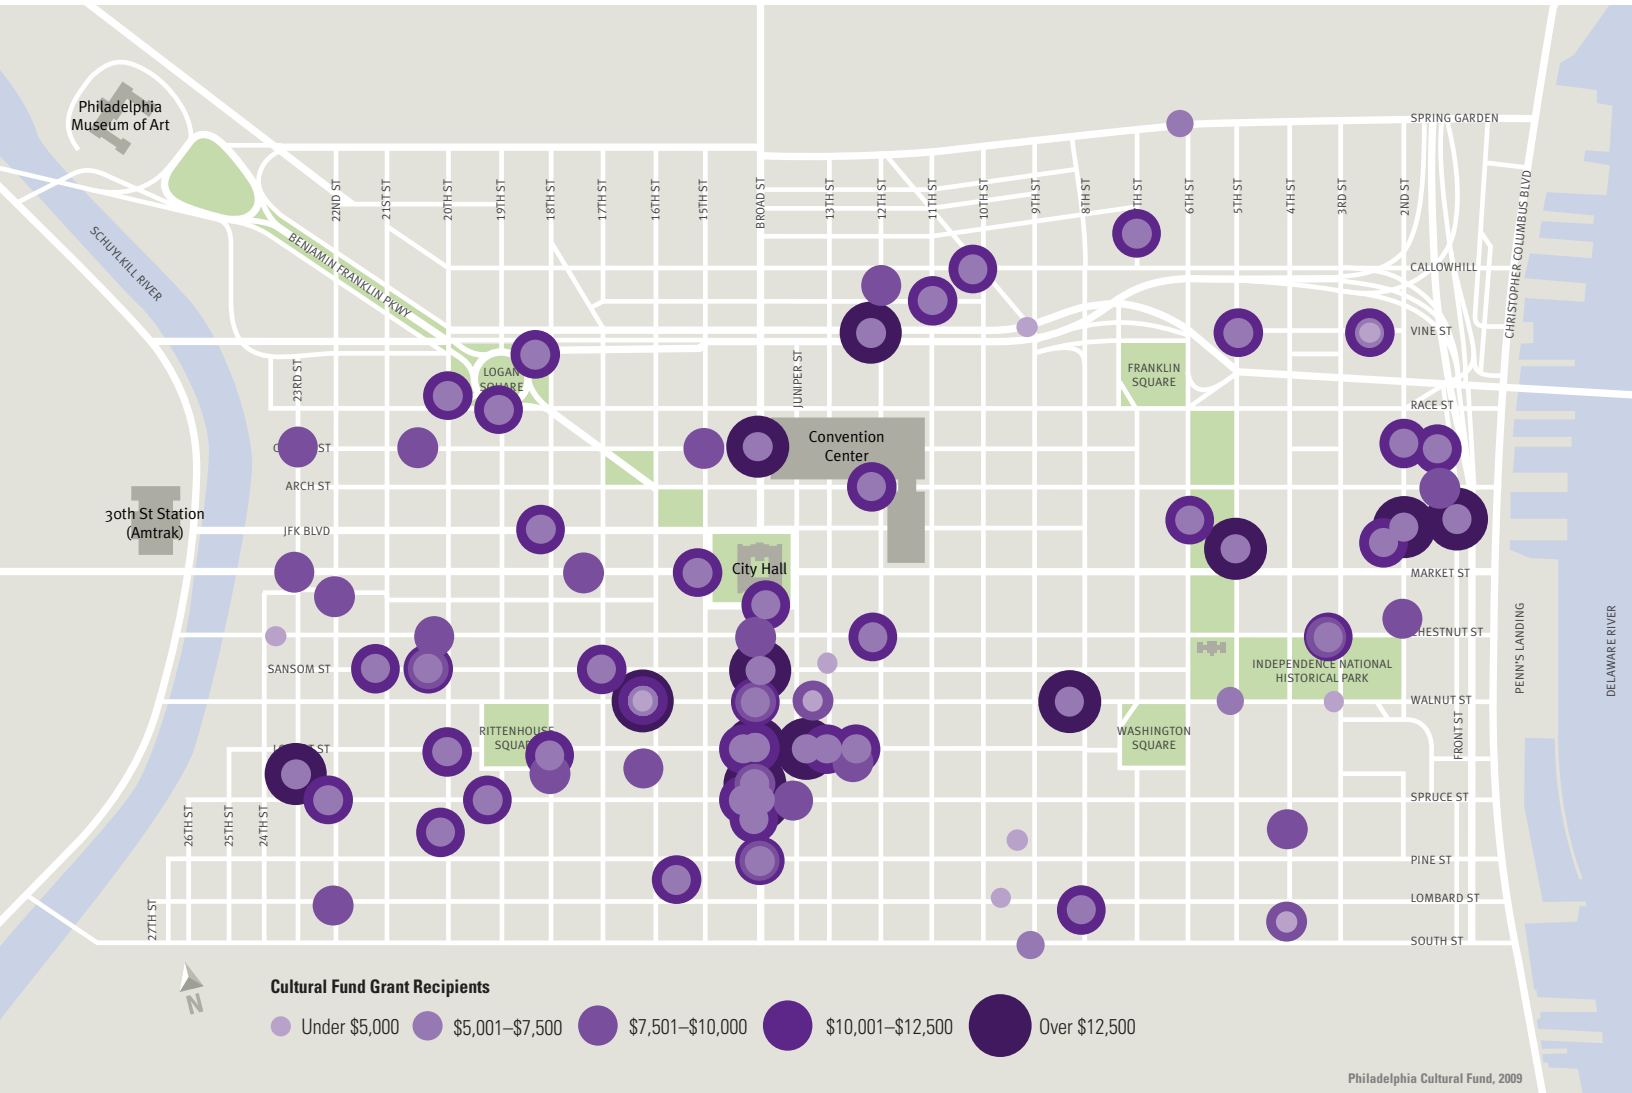 Philadelphia
Museum of Art
SPRING GARDEN
22ND ST
21ST ST
20TH ST
19TH ST
18TH ST
17TH ST
16TH ST
15TH ST
BROAD ST
13TH ST
12TH ST
11TH ST
10TH ST
9TH ST
8TH ST
6TH ST
5TH ST
4TH ST
3RD ST
2ND ST
CHRISTOPHER COLUMBUS BLVD
SCHUYLKILL RIVER
BENJAMIN FRANKLIN PKWY
CALLOWHILL
VINE ST
23RD ST
LOGAN
SQUARE
JUNIPER ST
FRANKLIN
SQUARE
RACE ST
Convention
Center
ST
ARCH ST
30th St Station
(Amtrak)
JFK BLVD
City Hall
MARKET ST
CHESTNUT ST
PENN'S LANDING
DELAWARE RIVER
SANSOM ST
INDEPENDENCE NATIONAL
HISTORICAL PARK
WALNUT ST
RITTENHOUSE
WASHINGTON
SQUARE
FRONT ST
ST
26TH ST
25TH ST
24TH ST
SPRUCE ST
PINE ST
27TH ST
LOMBARD ST
SOUTH ST
N
Cultural Fund Grant Recipients
Under $5,000
$5,001–$7,500
$7,501–$10,000
$10,001–$12,500
Over $12,500
Philadelphia Cultural Fund, 2009